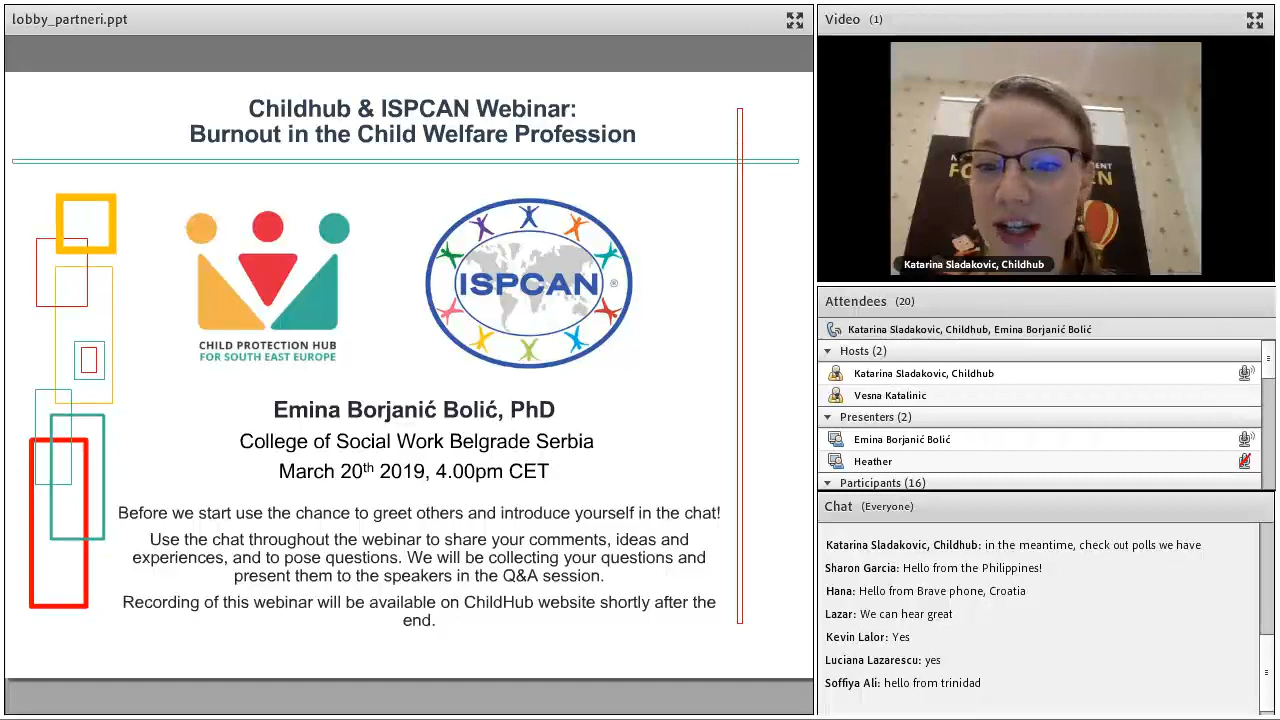 lobby_partneri.ppt
Childhub & ISPCAN Webinar:
Burnout in the Child Welfare Profession
CHILD PROTECTION HUB
FOR SOUTH EAST EUROPE
ISPCAN
®
Emina Borjanić Bolić, PhD
College of Social Work Belgrade Serbia
March 20th 2019, 4.00pm CET
Before we start use the chance to greet others and introduce yourself in the chat!
Use the chat throughout the webinar to share your comments, ideas and
experiences, and to pose questions. We will be collecting your questions and
present them to the speakers in the Q&A session.
Recording of this webinar will be available on ChildHub website shortly after the
end.
Video (1)
Katarina Sladakovic, Childhub
Attendees (20)
Katarina Sladakovic, Childhub, Emina Borjanić Bolić
Hosts (2)
Katarina Sladakovic, Childhub
Vesna Katalinic
Presenters (2)
Emina Borjanić Bolić
Heather
Participants (16)
Chat (Everyone)
Katarina Sladakovic, Childhub: in the meantime, check out polls we have
Sharon Garcia: Hello from the Philippines!
Hana: Hello from Brave phone, Croatia
Lazar: We can hear great
Kevin Lalor: Yes
Luciana Lazarescu: yes
Soffiya Ali: hello from trinidad